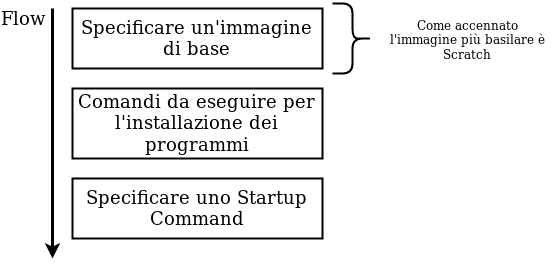 Flow
Specificare un'immagine
di base
Come accennato
l'immagine più basilare è
Scratch
Comandi da eseguire per
l'installazione dei
programmi
Specificare uno Startup
Command